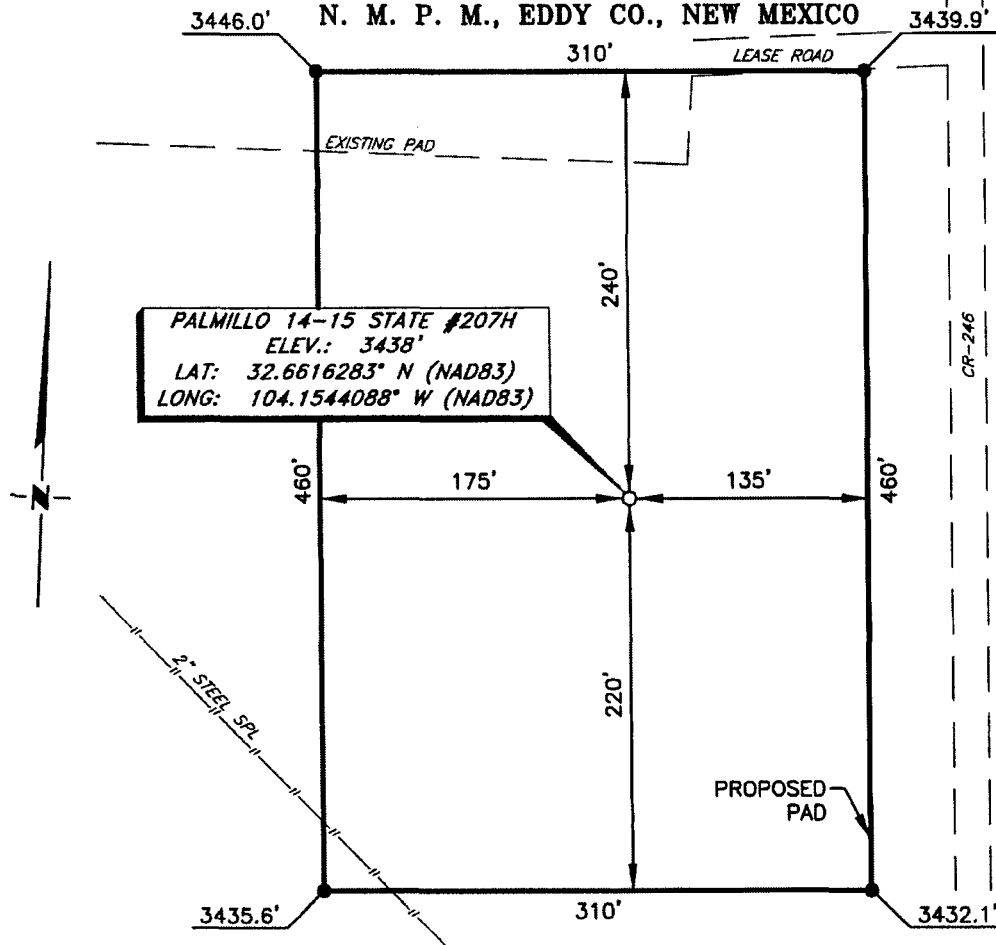 N. M. P. M., EDDY CO., NEW MEXICO
3446.0'
3439.9'
310'
LEASE ROAD
EXISTING PAD
240'
PALMILLO 14-15 STATE #207H
ELEV.: 3438'
LAT: 32.6616283° N (NAD83)
LONG: 104.1544088° W (NAD83)
CR-246
460'
175'
135'
460'
N
2" STEEL SPL
220'
PROPOSED
PAD
3435.6'
310'
3432.1'